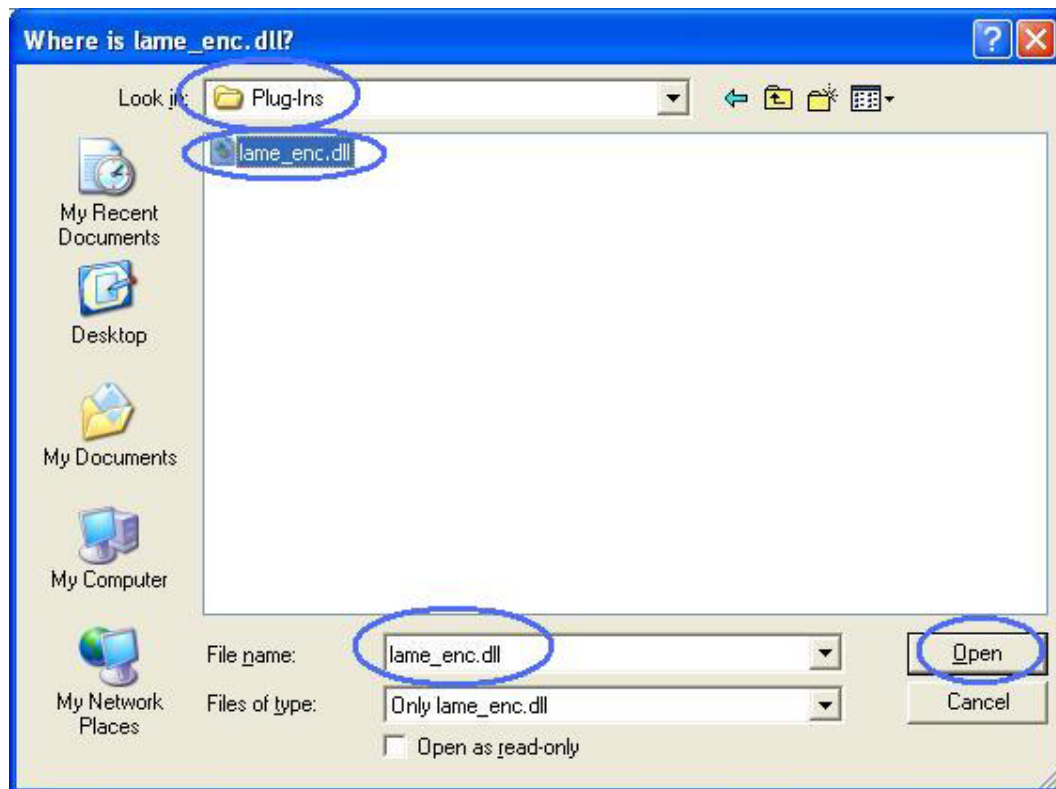 Where is lame_enc.dll?
Look in:
Plug-Ins
lame_enc.dll
My Recent
Documents
Desktop
My Documents
My Computer
My Network
Places
File name:
lame_enc.dll
Open
Files of type:
Only lame_enc.dll
Cancel
Open as read-only